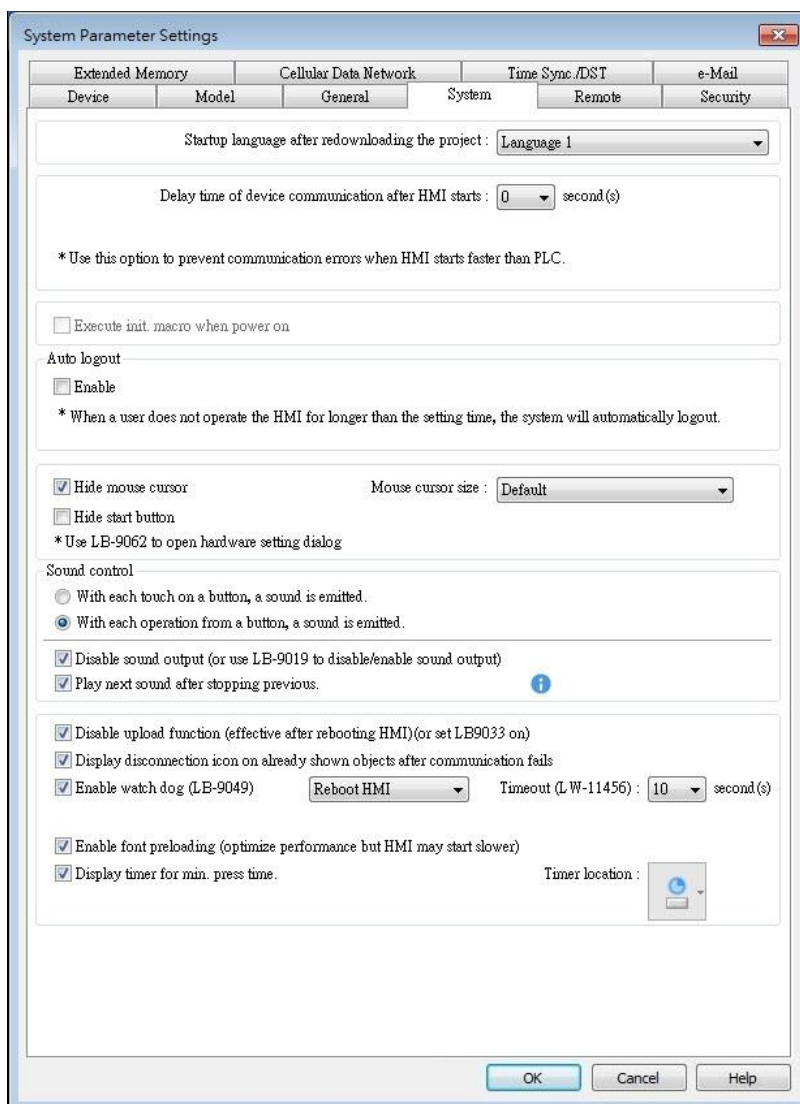 System Parameter Settings
Extended Memory Cellular Data Network Time Sync./DST e-Mail
Device Model General System Remote Security
Startup language after redownloading the project : Language 1
Delay time of device communication after HMI starts : 0 second(s)
* Use this option to prevent communication errors when HMI starts faster than PLC.
Execute init. macro when power on
Auto logout
Enable
* When a user does not operate the HMI for longer than the setting time, the system will automatically logout.
Hide mouse cursor Mouse cursor size : Default
Hide start button
* Use LB-9062 to open hardware setting dialog
Sound control
With each touch on a button, a sound is emitted.
With each operation from a button, a sound is emitted.
Disable sound output (or use LB-9019 to disable/enable sound output)
Play next sound after stopping previous.
Disable upload function (effective after rebooting HMI)(or set LB9033 on)
Display disconnection icon on already shown objects after communication fails
Enable watch dog (LB-9049) Reboot HMI Timeout (LW-11456) : 10 second(s)
Enable font preloading (optimize performance but HMI may start slower)
Display timer for min. press time. Timer location :
OK Cancel Help